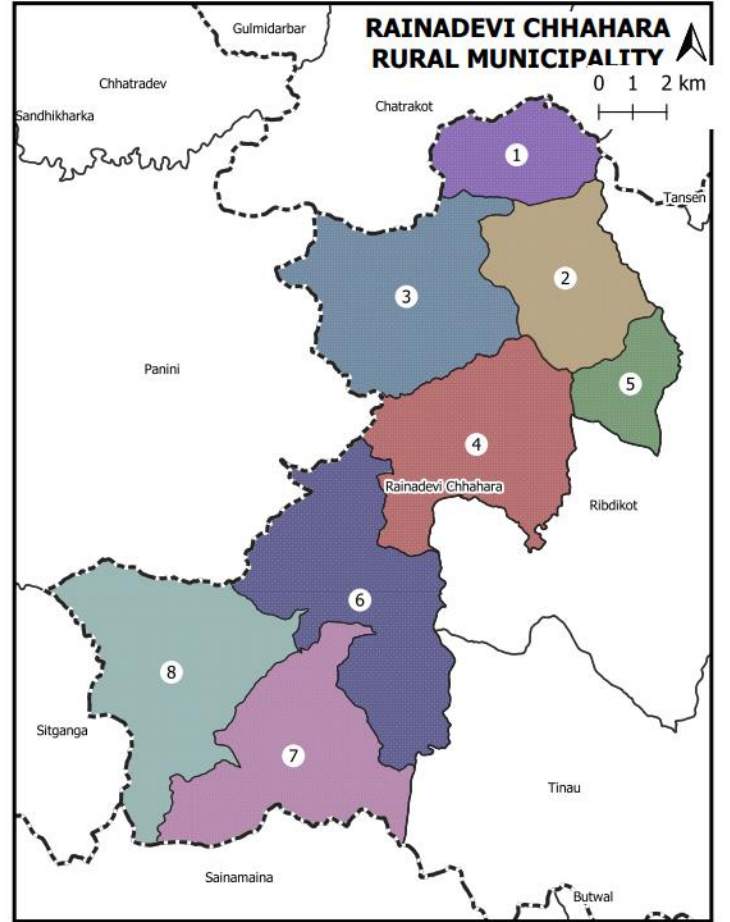 RAINADEVI CHHAHARA
RURAL MUNICIPALITY
0 1 2 km
Gulmidarbar
Chhatradev
Sandhikharka
Chatrakot
Tansen
1
2
3
Panini
5
4
Rainadevi Chhahara
Ribdikot
6
8
Sitganga
7
Tinau
Sainamaina
Butwal